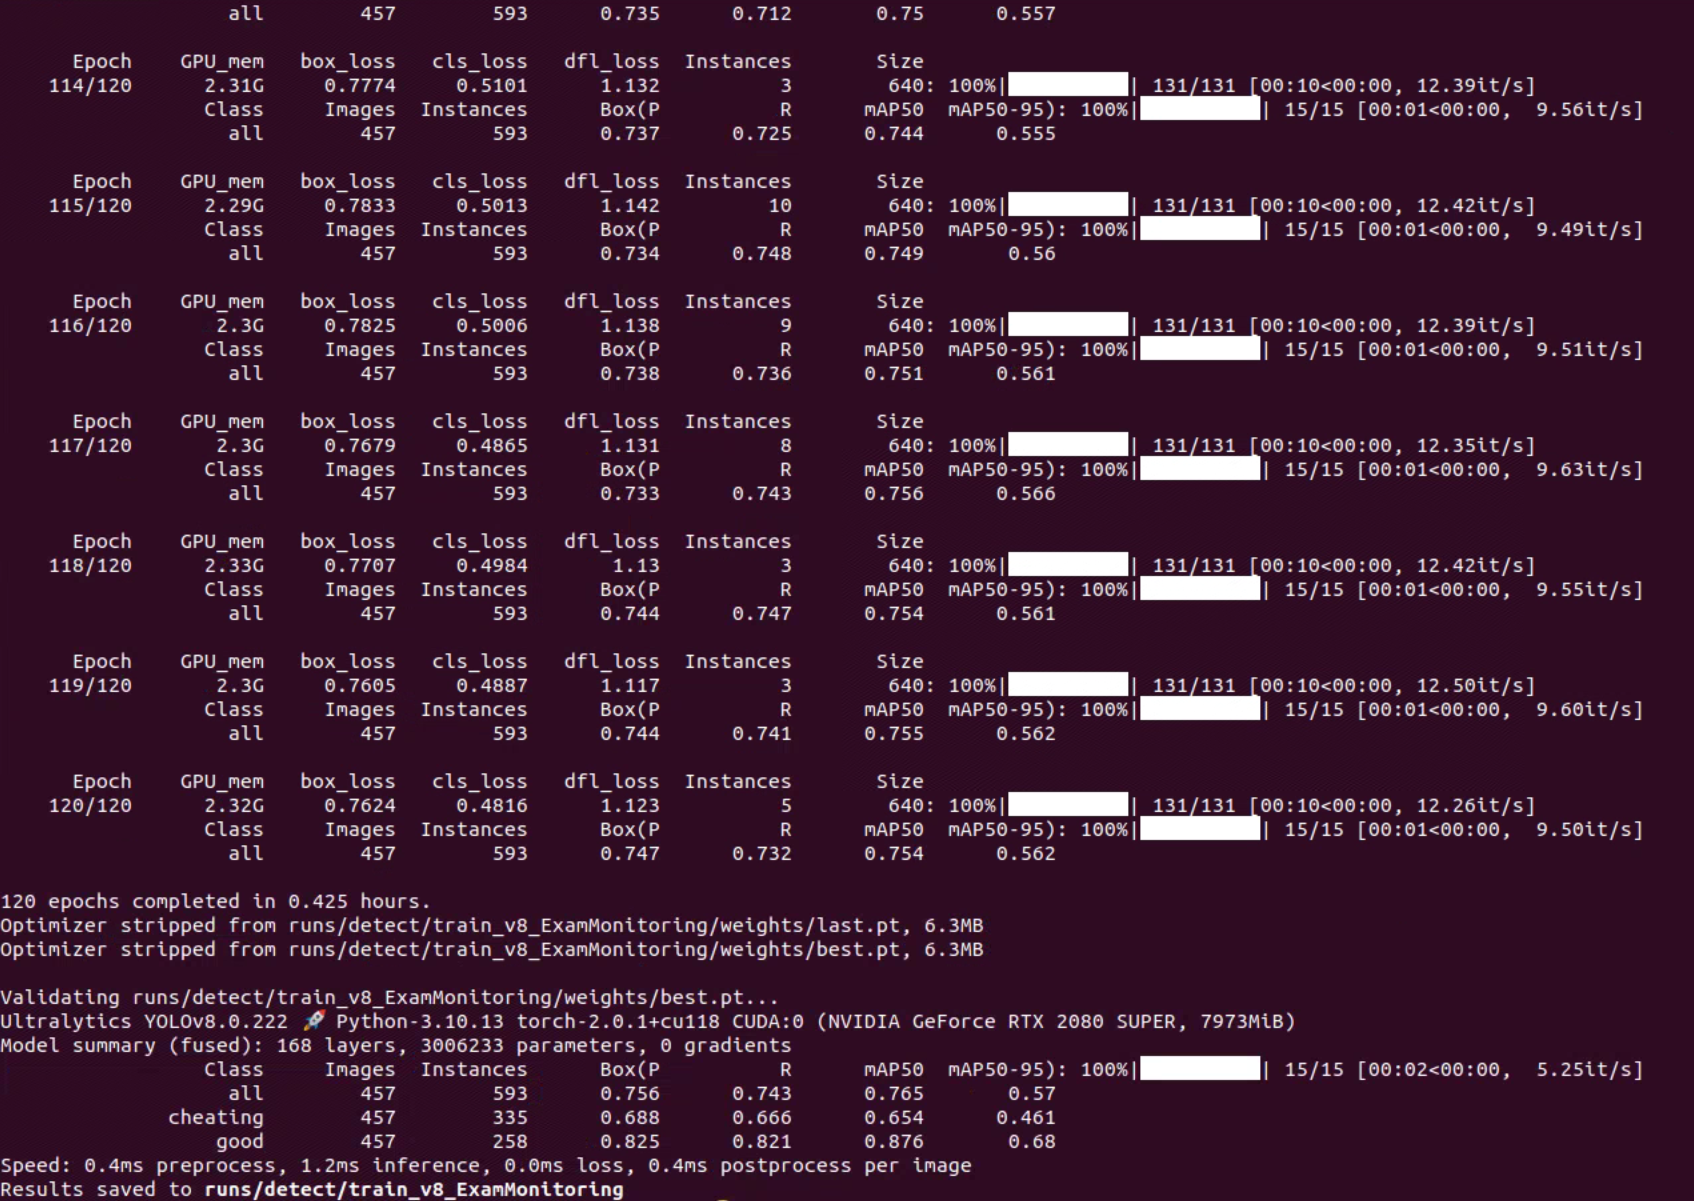 all 457 593 0.735 0.712 0.75 0.557
Epoch GPU_mem box_loss cls_loss dfl_loss Instances Size
114/120 2.31G 0.7774 0.5101 1.132 3 640: 100%| | 131/131 [00:10<00:00, 12.39it/s]
Class Images Instances Box(P R mAP50 mAP50-95): 100%| | 15/15 [00:01<00:00, 9.56it/s]
all 457 593 0.737 0.725 0.744 0.555
Epoch GPU_mem box_loss cls_loss dfl_loss Instances Size
115/120 2.29G 0.7833 0.5013 1.142 10 640: 100%| | 131/131 [00:10<00:00, 12.42it/s]
Class Images Instances Box(P R mAP50 mAP50-95): 100%| | 15/15 [00:01<00:00, 9.49it/s]
all 457 593 0.734 0.748 0.749 0.56
Epoch GPU_mem box_loss cls_loss dfl_loss Instances Size
116/120 2.3G 0.7825 0.5006 1.138 9 640: 100%| | 131/131 [00:10<00:00, 12.39it/s]
Class Images Instances Box(P R mAP50 mAP50-95): 100%| | 15/15 [00:01<00:00, 9.51it/s]
all 457 593 0.738 0.736 0.751 0.561
Epoch GPU_mem box_loss cls_loss dfl_loss Instances Size
117/120 2.3G 0.7679 0.4865 1.131 8 640: 100%| | 131/131 [00:10<00:00, 12.35it/s]
Class Images Instances Box(P R mAP50 mAP50-95): 100%| | 15/15 [00:01<00:00, 9.63it/s]
all 457 593 0.733 0.743 0.756 0.566
Epoch GPU_mem box_loss cls_loss dfl_loss Instances Size
118/120 2.33G 0.7707 0.4984 1.13 3 640: 100%| | 131/131 [00:10<00:00, 12.42it/s]
Class Images Instances Box(P R mAP50 mAP50-95): 100%| | 15/15 [00:01<00:00, 9.55it/s]
all 457 593 0.744 0.747 0.754 0.561
Epoch GPU_mem box_loss cls_loss dfl_loss Instances Size
119/120 2.3G 0.7605 0.4887 1.117 3 640: 100%| | 131/131 [00:10<00:00, 12.50it/s]
Class Images Instances Box(P R mAP50 mAP50-95): 100%| | 15/15 [00:01<00:00, 9.60it/s]
all 457 593 0.744 0.741 0.755 0.562
Epoch GPU_mem box_loss cls_loss dfl_loss Instances Size
120/120 2.32G 0.7624 0.4816 1.123 5 640: 100%| | 131/131 [00:10<00:00, 12.26it/s]
Class Images Instances Box(P R mAP50 mAP50-95): 100%| | 15/15 [00:01<00:00, 9.50it/s]
all 457 593 0.747 0.732 0.754 0.562
120 epochs completed in 0.425 hours.
Optimizer stripped from runs/detect/train_v8_ExamMonitoring/weights/last.pt, 6.3MB
Optimizer stripped from runs/detect/train_v8_ExamMonitoring/weights/best.pt, 6.3MB
Validating runs/detect/train_v8_ExamMonitoring/weights/best.pt...
Ultralytics YOLOv8.0.222 🚀 Python-3.10.13 torch-2.0.1+cu118 CUDA:0 (NVIDIA GeForce RTX 2080 SUPER, 7973MiB)
Model summary (fused): 168 layers, 3006233 parameters, 0 gradients
Class Images Instances Box(P R mAP50 mAP50-95): 100%| | 15/15 [00:02<00:00, 5.25it/s]
all 457 593 0.756 0.743 0.765 0.57
cheating 457 335 0.688 0.666 0.654 0.461
good 457 258 0.825 0.821 0.876 0.68
Speed: 0.4ms preprocess, 1.2ms inference, 0.0ms loss, 0.4ms postprocess per image
Results saved to runs/detect/train_v8_ExamMonitoring